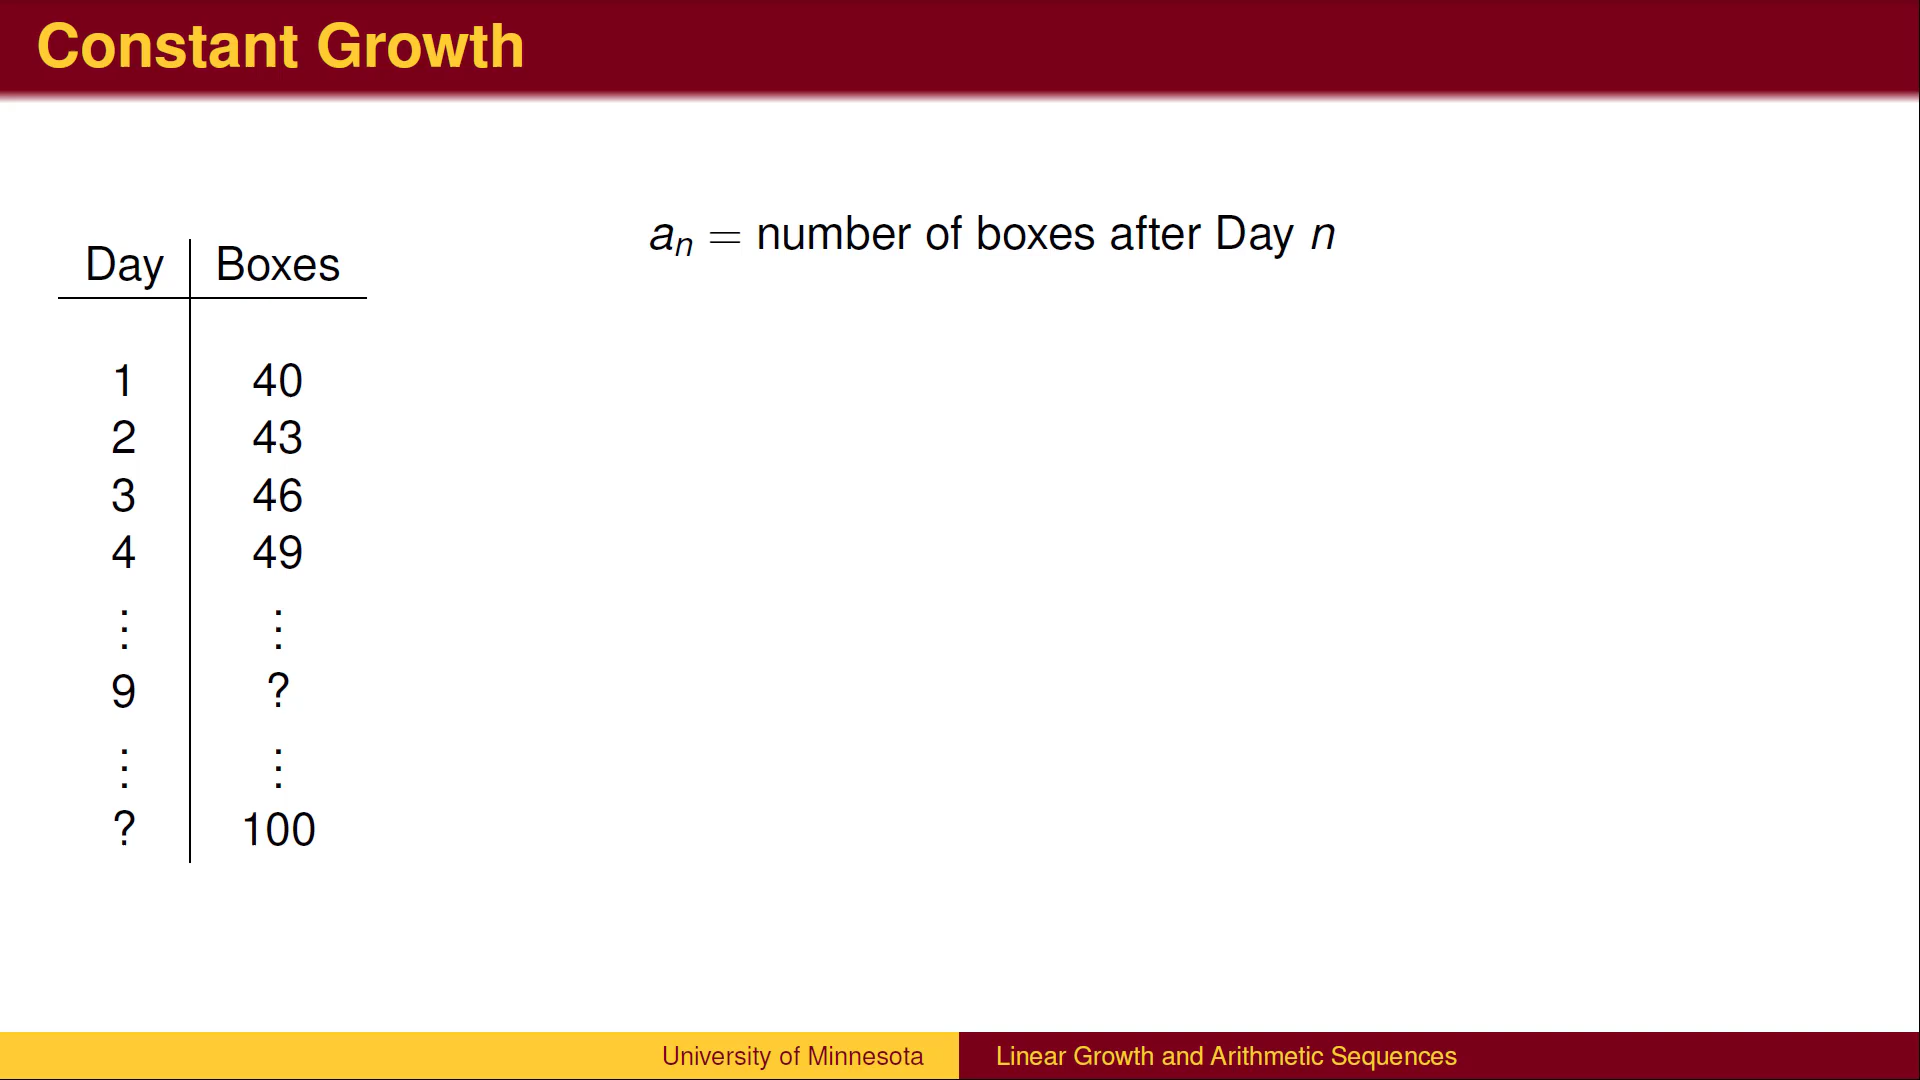 Constant Growth
aₙ = number of boxes after Day n
Day Boxes
1 40
2 43
3 46
4 49
⋮ ⋮
9 ?
⋮ ⋮
? 100
University of Minnesota Linear Growth and Arithmetic Sequences